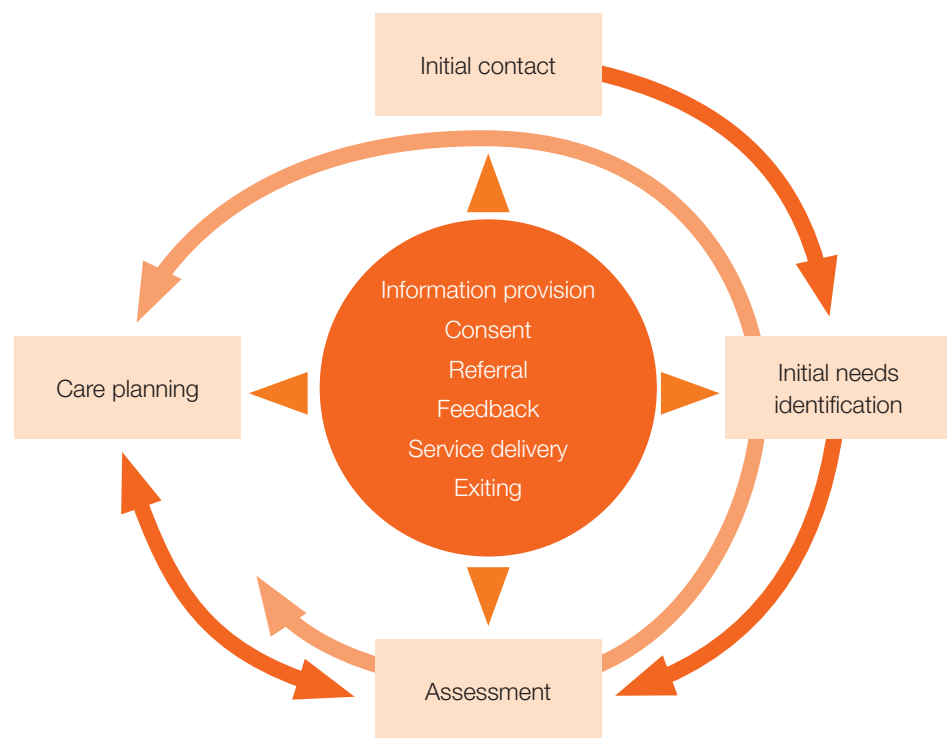 Initial contact
Information provision
Consent
Referral
Feedback
Service delivery
Exiting
Care planning
Initial needs
identification
Assessment